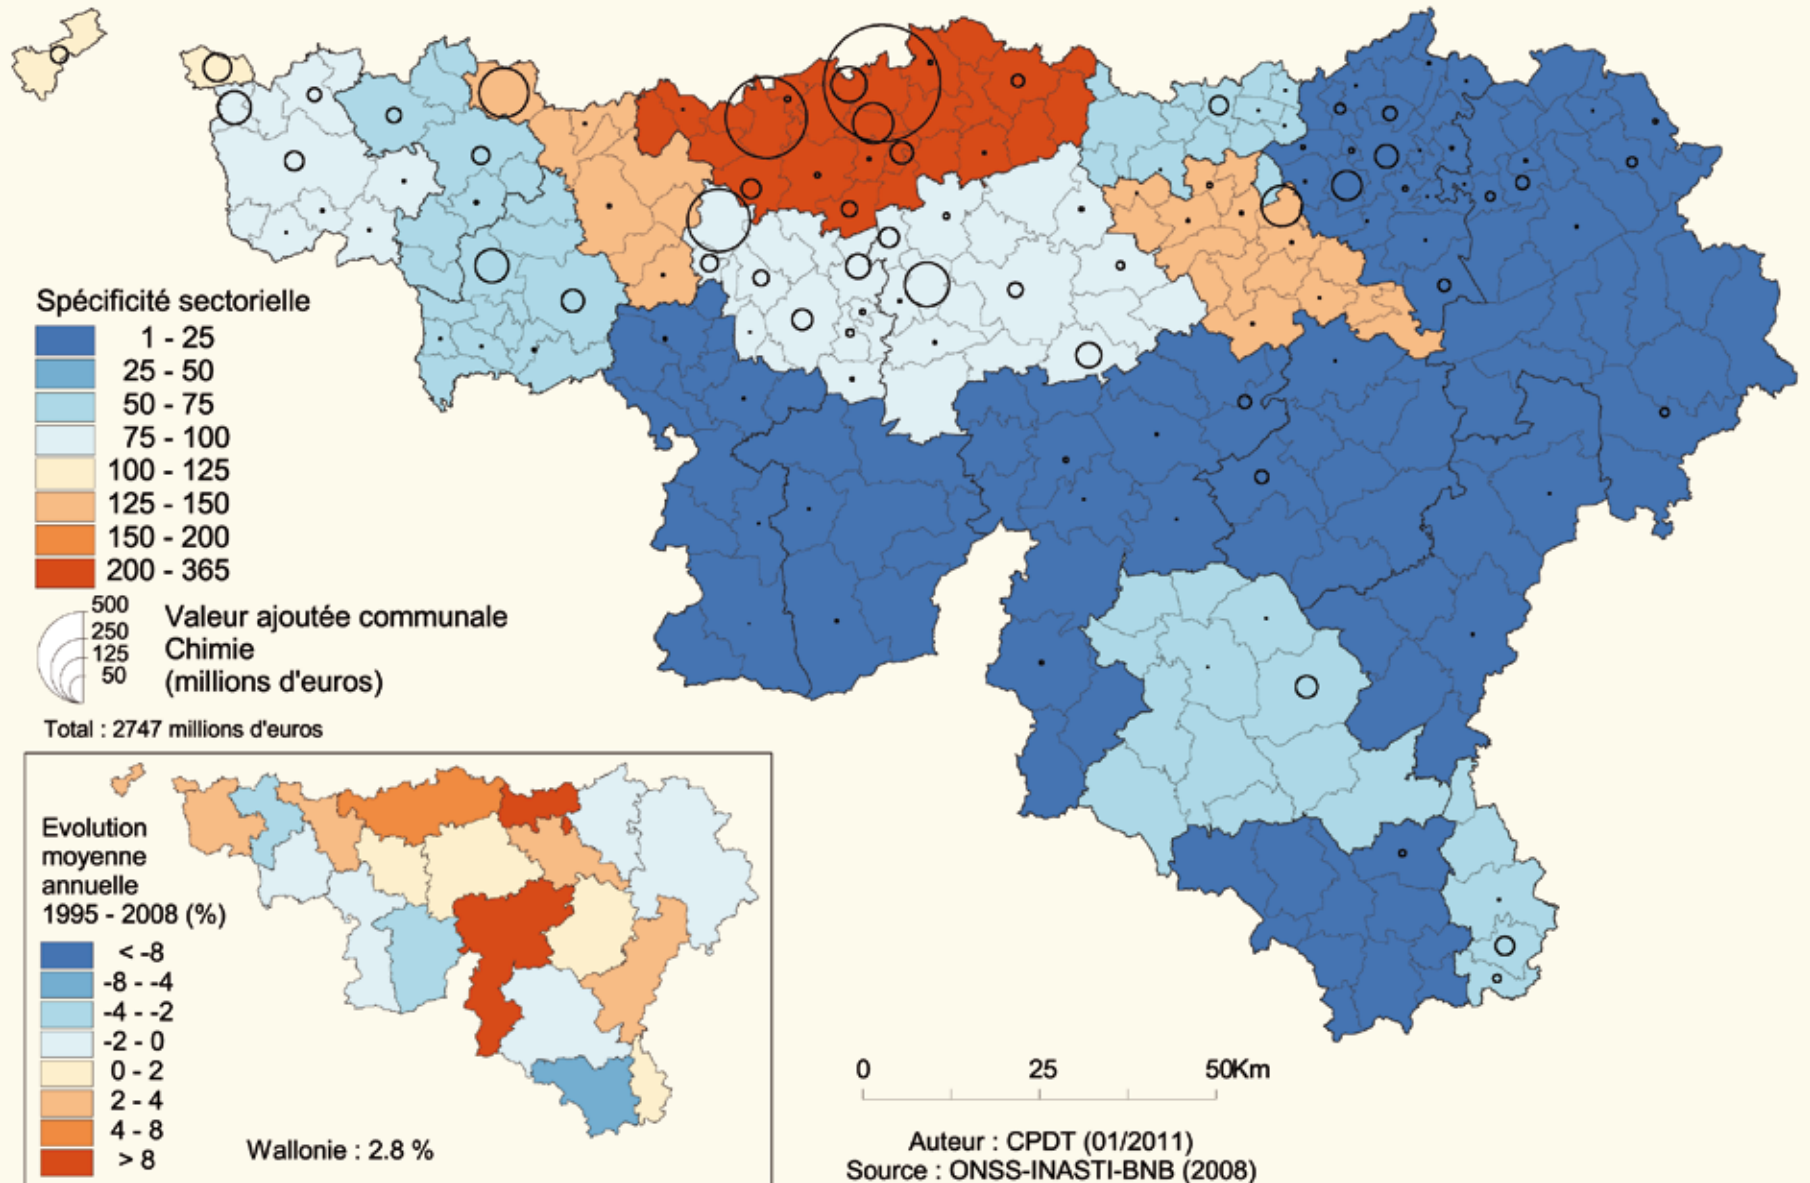 Spécificité sectorielle
1 - 25
25 - 50
50 - 75
75 - 100
100 - 125
125 - 150
150 - 200
200 - 365
500
250
125
50
Valeur ajoutée communale
Chimie
(millions d'euros)
Total : 2747 millions d'euros
Evolution
moyenne
annuelle
1995 - 2008 (%)
< -8
-8 - -4
-4 - -2
-2 - 0
0 - 2
2 - 4
4 - 8
> 8
Wallonie : 2.8 %
0 25 50Km
Auteur : CPDT (01/2011)
Source : ONSS-INASTI-BNB (2008)